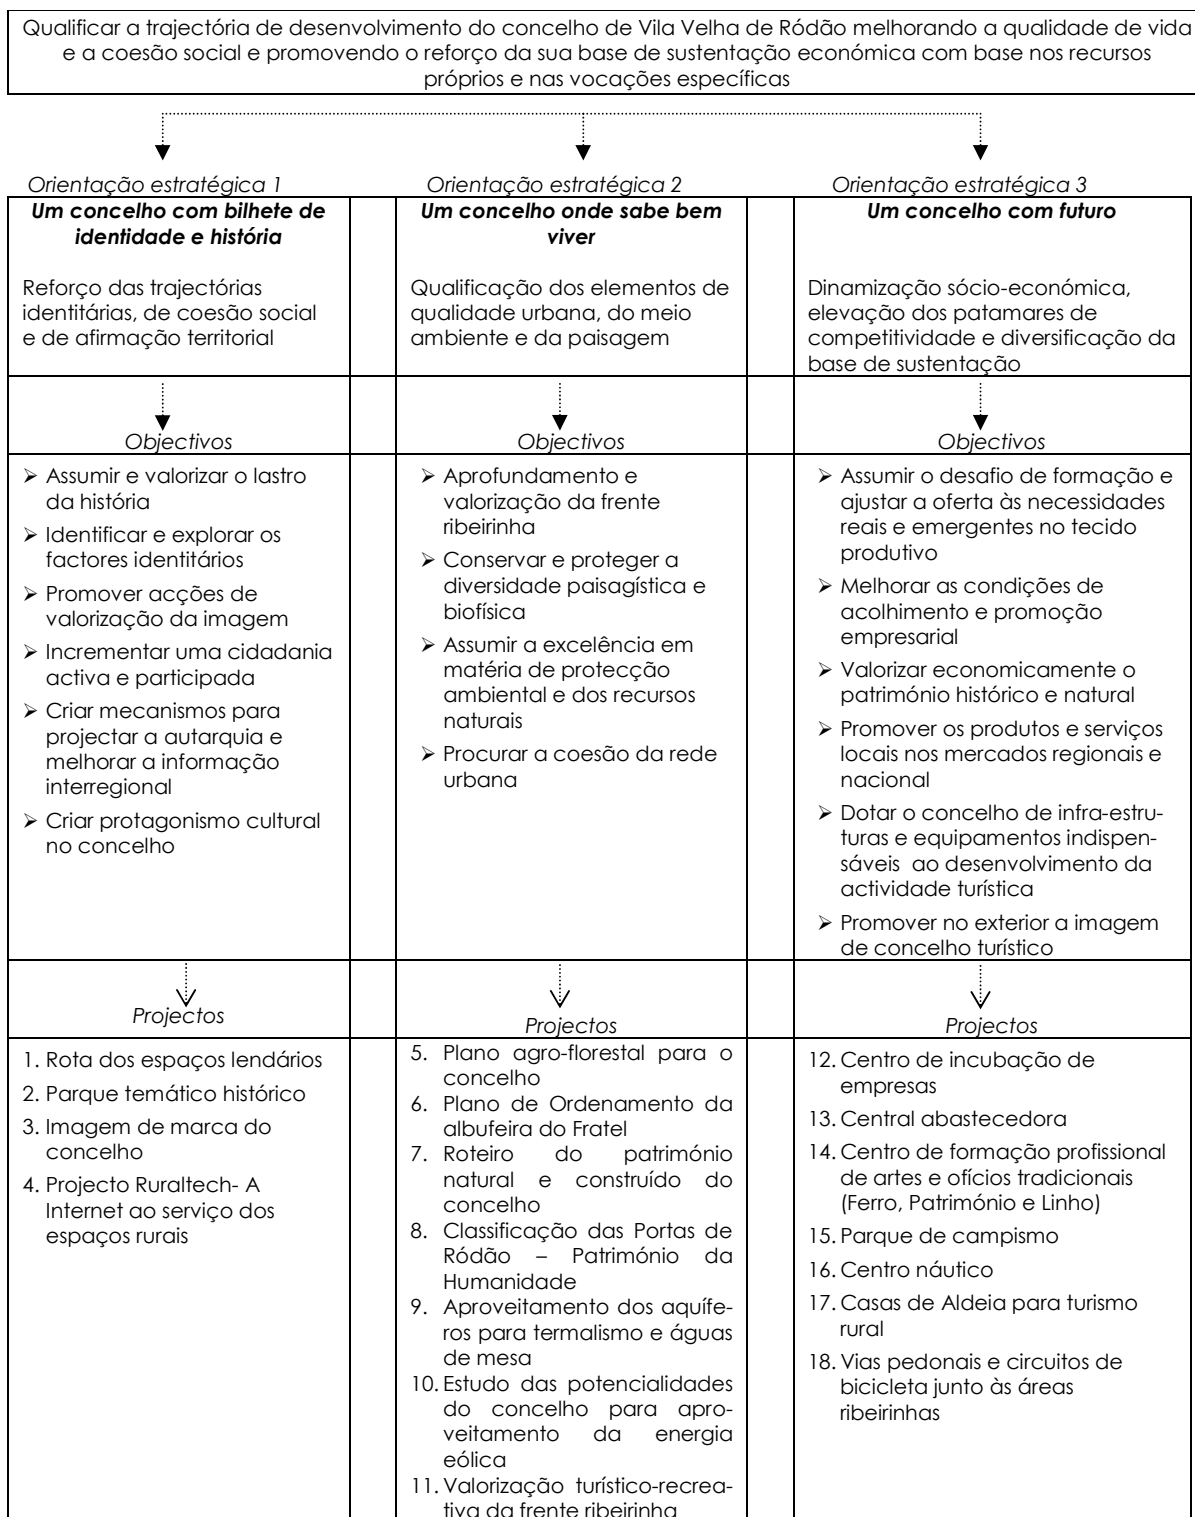 Qualificar a trajectória de desenvolvimento do concelho de Vila Velha de Ródão melhorando a qualidade de vida
e a coesão social e promovendo o reforço da sua base de sustentação económica com base nos recursos
próprios e nas vocações específicas
Orientação estratégica 1
Um concelho com bilhete de
identidade e história
Reforço das trajectórias
identitárias, de coesão social
e de afirmação territorial
Objectivos
➢ Assumir e valorizar o lastro
da história
➢ Identificar e explorar os
factores identitários
➢ Promover acções de
valorização da imagem
➢ Incrementar uma cidadania
activa e participada
➢ Criar mecanismos para
projectar a autarquia e
melhorar a informação
interregional
➢ Criar protagonismo cultural
no concelho
Projectos
1. Rota dos espaços lendários
2. Parque temático histórico
3. Imagem de marca do
concelho
4. Projecto Ruraltech- A
Internet ao serviço dos
espaços rurais
Orientação estratégica 2
Um concelho onde sabe bem
viver
Qualificação dos elementos de
qualidade urbana, do meio
ambiente e da paisagem
Objectivos
➢ Aprofundamento e
valorização da frente
ribeirinha
➢ Conservar e proteger a
diversidade paisagística e
biofísica
➢ Assumir a excelência em
matéria de protecção
ambiental e dos recursos
naturais
➢ Procurar a coesão da rede
urbana
Projectos
5. Plano agro-florestal para o
concelho
6. Plano de Ordenamento da
albufeira do Fratel
7. Roteiro do património
natural e construído do
concelho
8. Classificação das Portas de
Ródão – Património da
Humanidade
9. Aproveitamento dos aquífe-
ros para termalismo e águas
de mesa
10. Estudo das potencialidades
do concelho para apro-
veitamento da energia
eólica
11. Valorização turístico-recrea-
tiva da frente ribeirinha
Orientação estratégica 3
Um concelho com futuro
Dinamização sócio-económica,
elevação dos patamares de
competitividade e diversificação da
base de sustentação
Objectivos
➢ Assumir o desafio de formação e
ajustar a oferta às necessidades
reais e emergentes no tecido
produtivo
➢ Melhorar as condições de
acolhimento e promoção
empresarial
➢ Valorizar economicamente o
património histórico e natural
➢ Promover os produtos e serviços
locais nos mercados regionais e
nacional
➢ Dotar o concelho de infra-estru-
turas e equipamentos indispen-
sáveis ao desenvolvimento da
actividade turística
➢ Promover no exterior a imagem
de concelho turístico
Projectos
12. Centro de incubação de
empresas
13. Central abastecedora
14. Centro de formação profissional
de artes e ofícios tradicionais
(Ferro, Património e Linho)
15. Parque de campismo
16. Centro náutico
17. Casas de Aldeia para turismo
rural
18. Vias pedonais e circuitos de
bicicleta junto às áreas
ribeirinhas